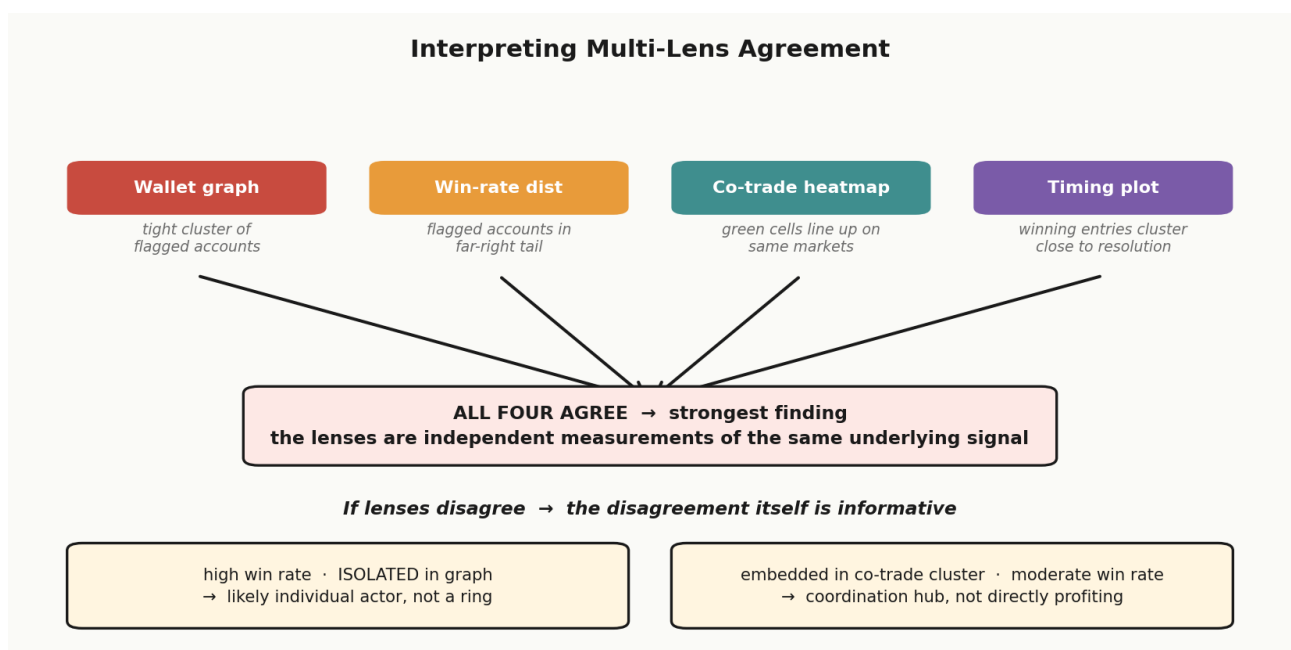 Interpreting Multi-Lens Agreement
Wallet graph
Win-rate dist
Co-trade heatmap
Timing plot
tight cluster of
flagged accounts
flagged accounts in
far-right tail
green cells line up on
same markets
winning entries cluster
close to resolution
ALL FOUR AGREE → strongest finding
the lenses are independent measurements of the same underlying signal
If lenses disagree → the disagreement itself is informative
high win rate · ISOLATED in graph
→ likely individual actor, not a ring
embedded in co-trade cluster · moderate win rate
→ coordination hub, not directly profiting